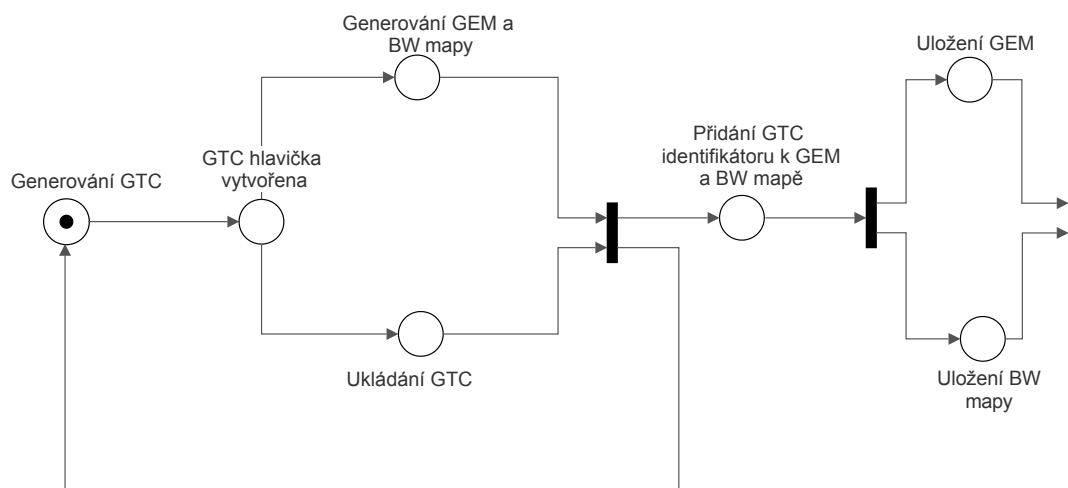 Generování GEM a
BW mapy
Uložení GEM
Přidání GTC
identifikátoru k GEM
a BW mapě
GTC hlavička
vytvořena
Generování GTC
Ukládání GTC
Uložení BW
mapy